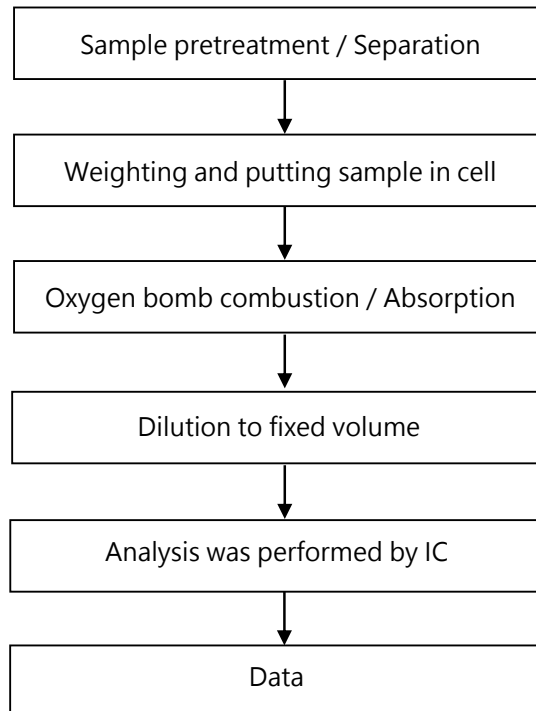 Sample pretreatment / Separation
Weighting and putting sample in cell
Oxygen bomb combustion / Absorption
Dilution to fixed volume
Analysis was performed by IC
Data